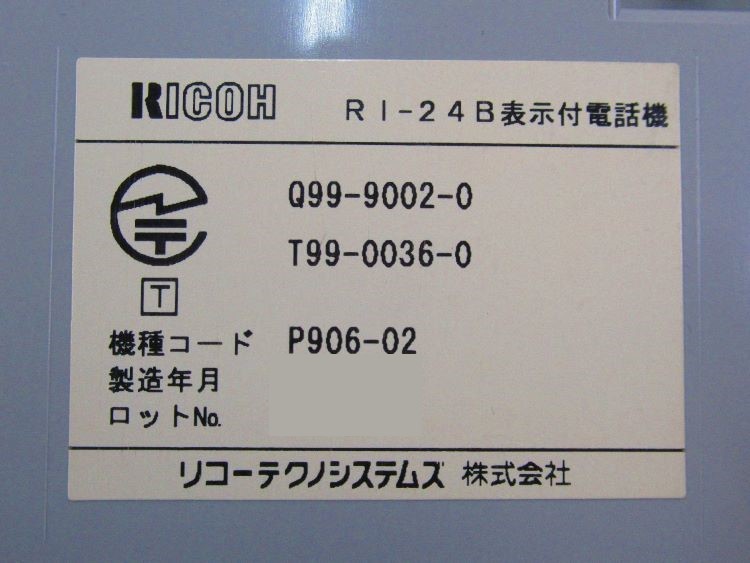 RICOH RI-24B表示付電話機
Q99-9002-0
T99-0036-0
T
機種コード P906-02
製造年月
ロットNo.
リコーテクノシステムズ 株式会社